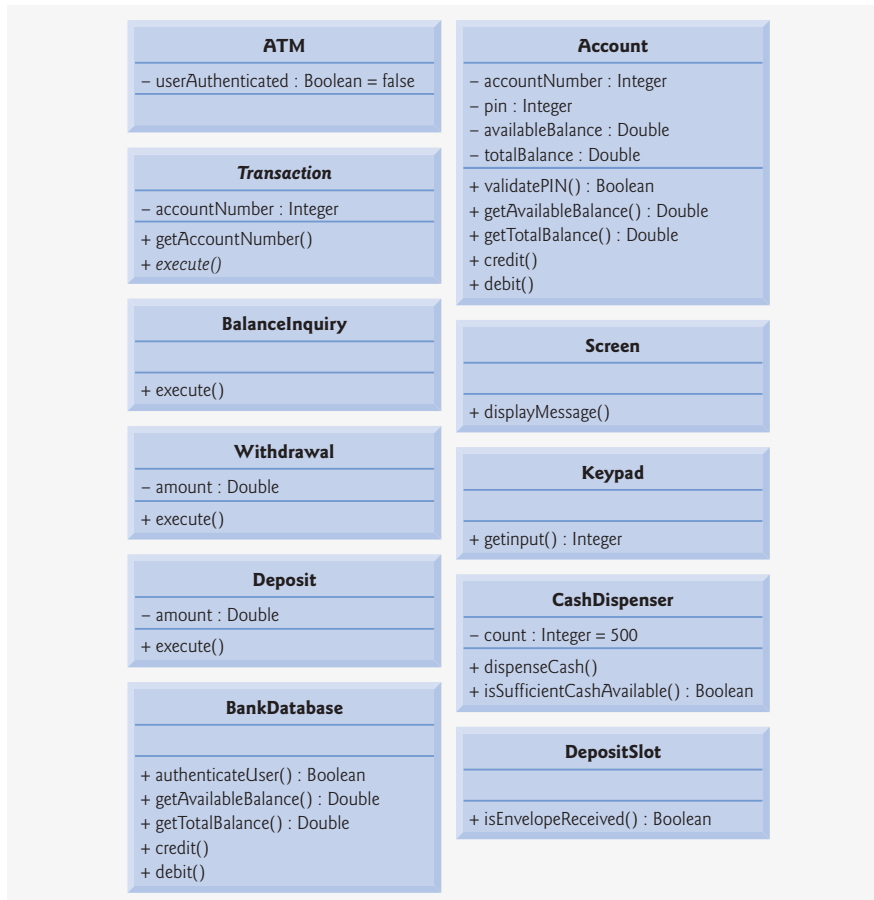 ATM
– userAuthenticated : Boolean = false
Transaction
– accountNumber : Integer
+ getAccountNumber()
+ execute()
BalanceInquiry
+ execute()
Withdrawal
– amount : Double
+ execute()
Deposit
– amount : Double
+ execute()
BankDatabase
+ authenticateUser() : Boolean
+ getAvailableBalance() : Double
+ getTotalBalance() : Double
+ credit()
+ debit()
Account
– accountNumber : Integer
– pin : Integer
– availableBalance : Double
– totalBalance : Double
+ validatePIN() : Boolean
+ getAvailableBalance() : Double
+ getTotalBalance() : Double
+ credit()
+ debit()
Screen
+ displayMessage()
Keypad
+ getinput() : Integer
CashDispenser
– count : Integer = 500
+ dispenseCash()
+ isSufficientCashAvailable() : Boolean
DepositSlot
+ isEnvelopeReceived() : Boolean